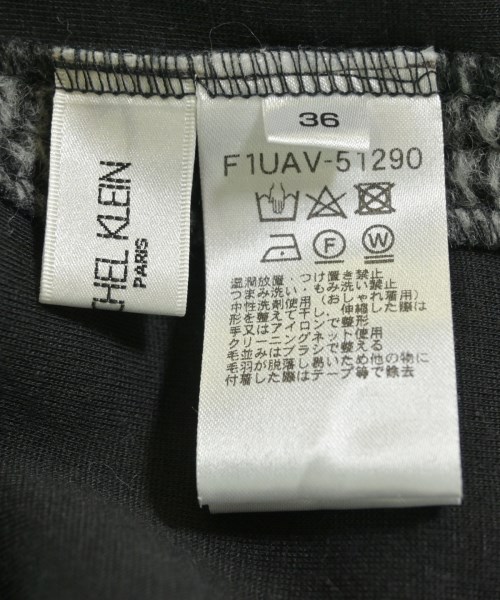 CHEL KLEIN
PARIS
36
F1UAV-51290
F
W
湿潤放置・つけ置き禁止
つまみ洗い・もみ洗い禁止
中性洗剤使用(おしゃれ着用)
形を整えて干し、伸縮した際は
手又はアイロンで整形
クリーニングネット使用
毛並みはブラシで整える
毛羽が脱落し易いため他の物に
付着した際はテープ等で除去